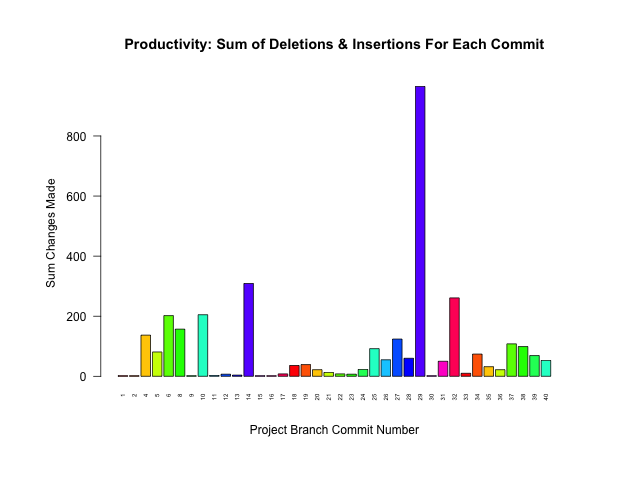 Productivity: Sum of Deletions & Insertions For Each Commit
Sum Changes Made
800
600
400
200
0
1 2 4 5 6 8 9 10 11 12 13 14 15 16 17 18 19 20 21 22 23 24 25 26 27 28 29 30 31 32 33 34 35 36 37 38 39 40
Project Branch Commit Number